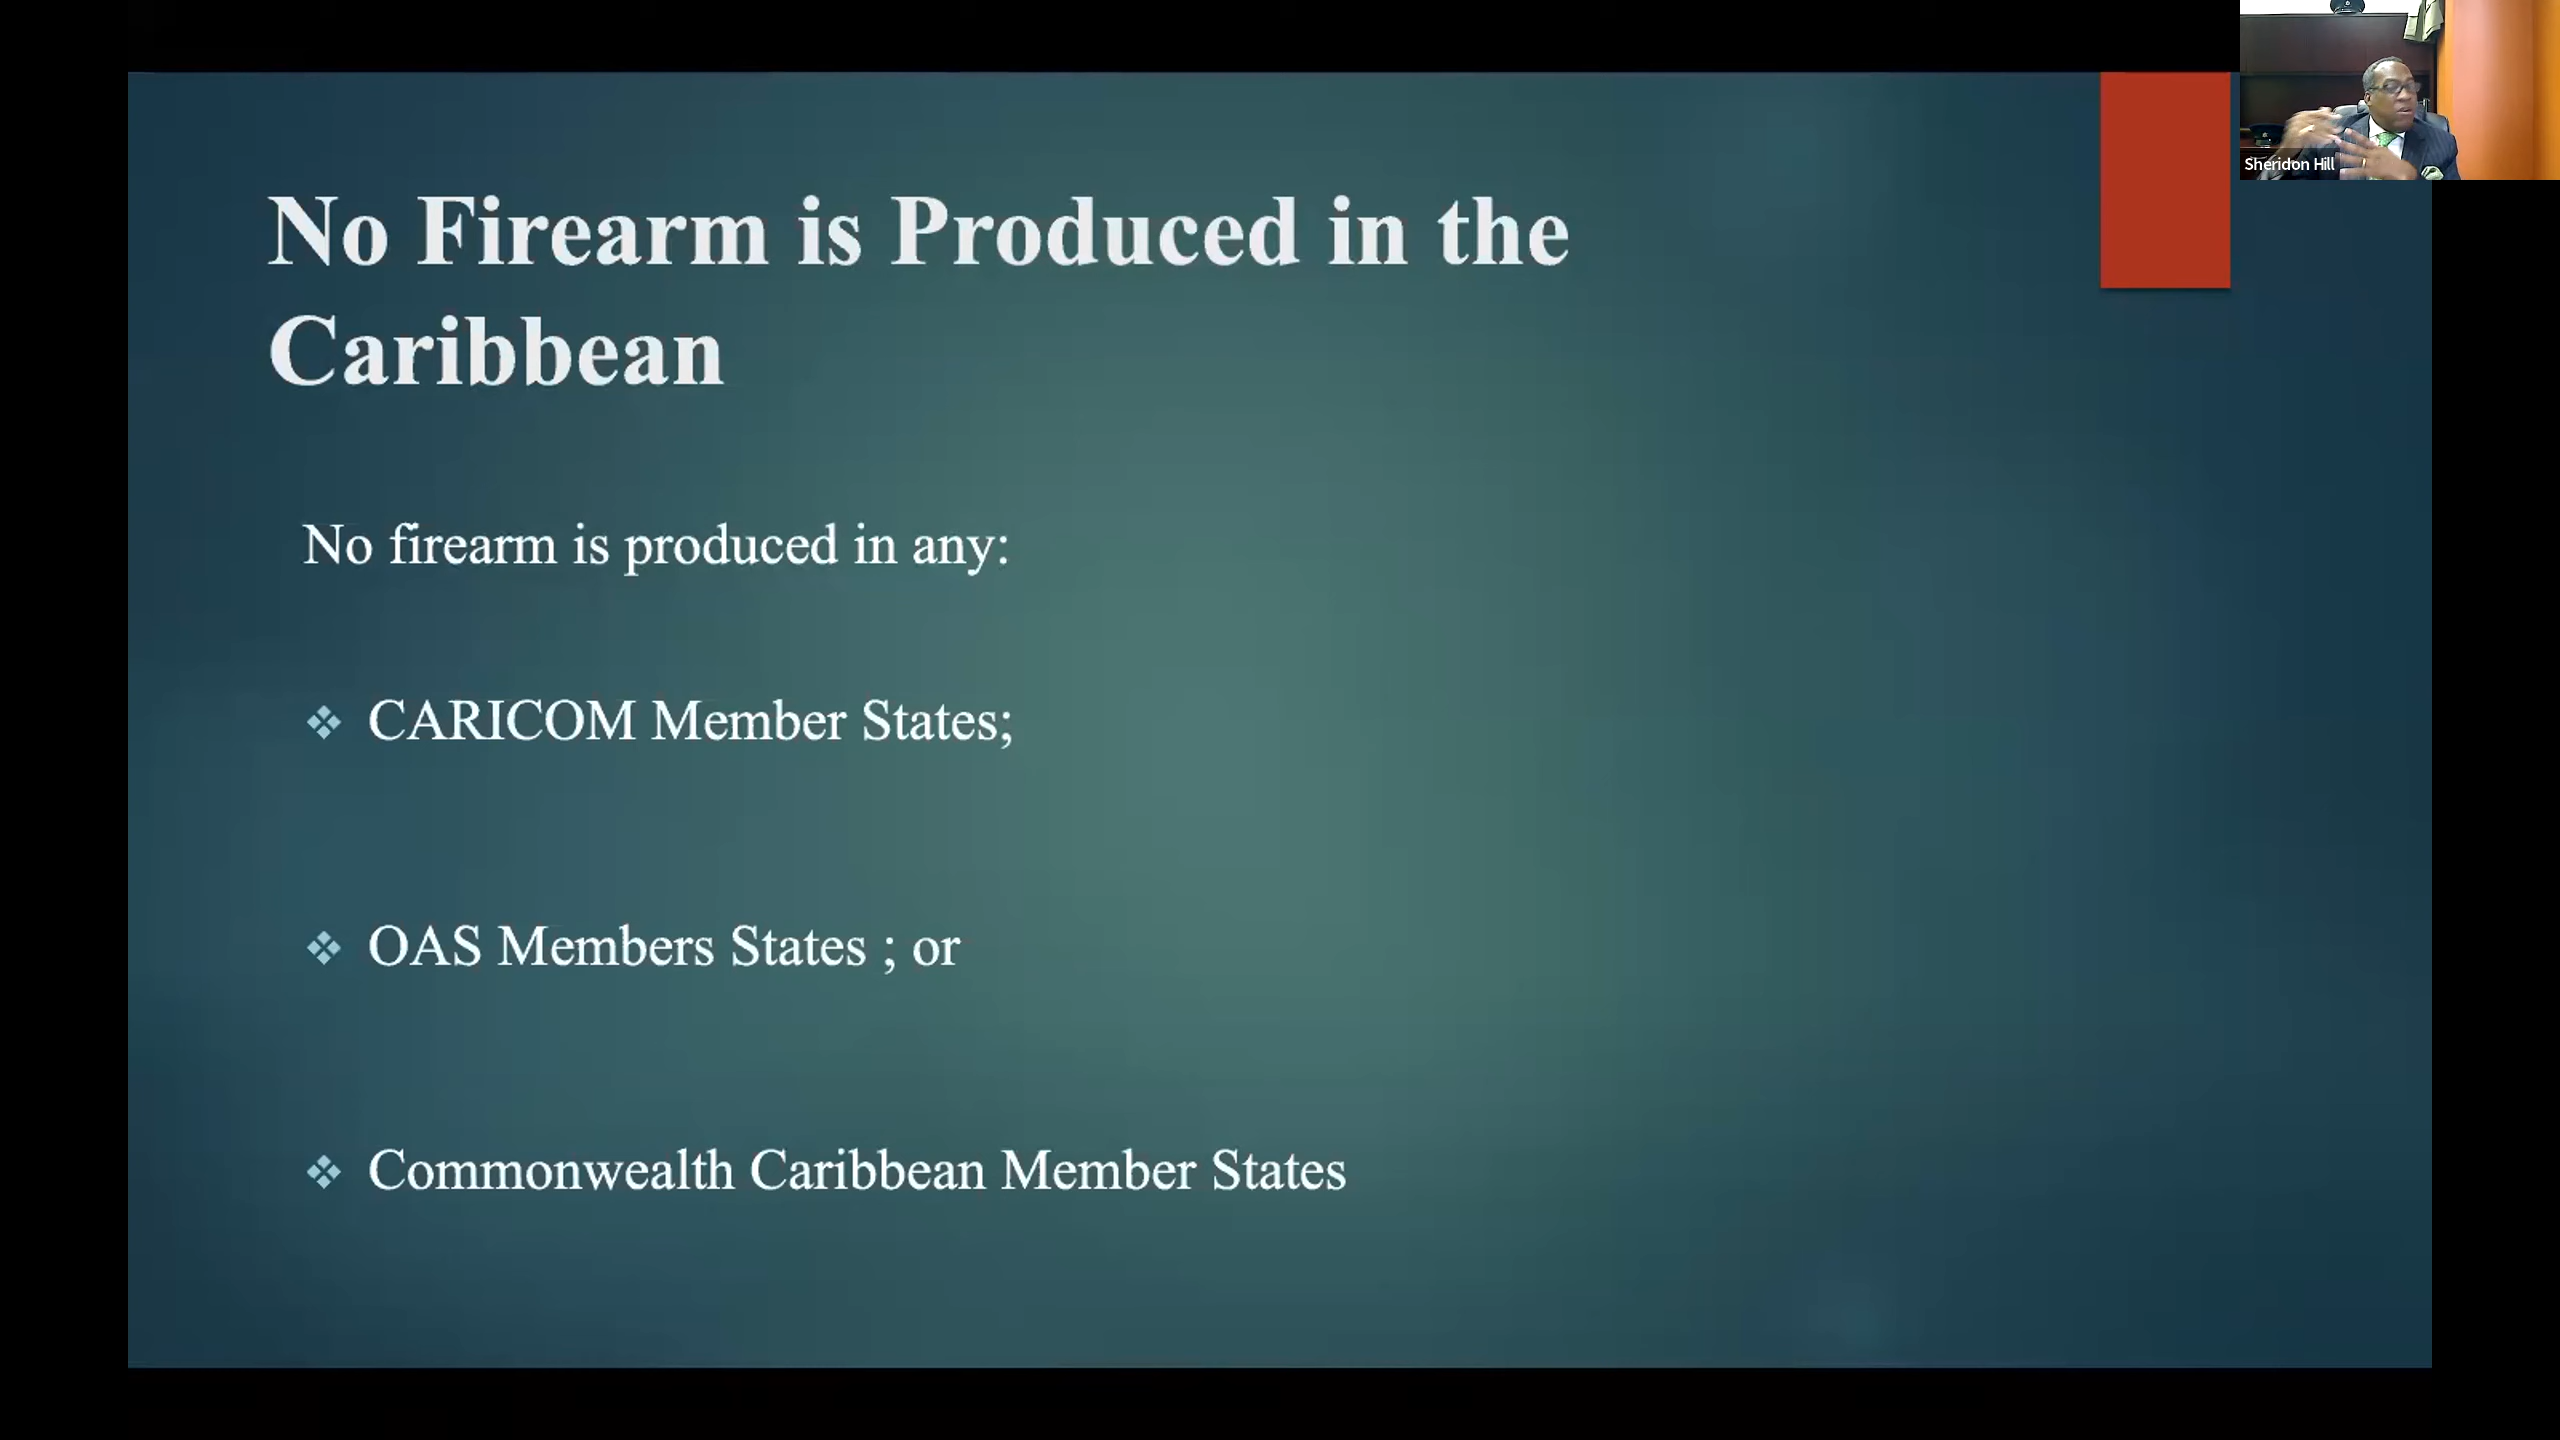 No Firearm is Produced in the
Caribbean
No firearm is produced in any:
❖ CARICOM Member States;
❖ OAS Members States ; or
❖ Commonwealth Caribbean Member States
Sheridon Hill